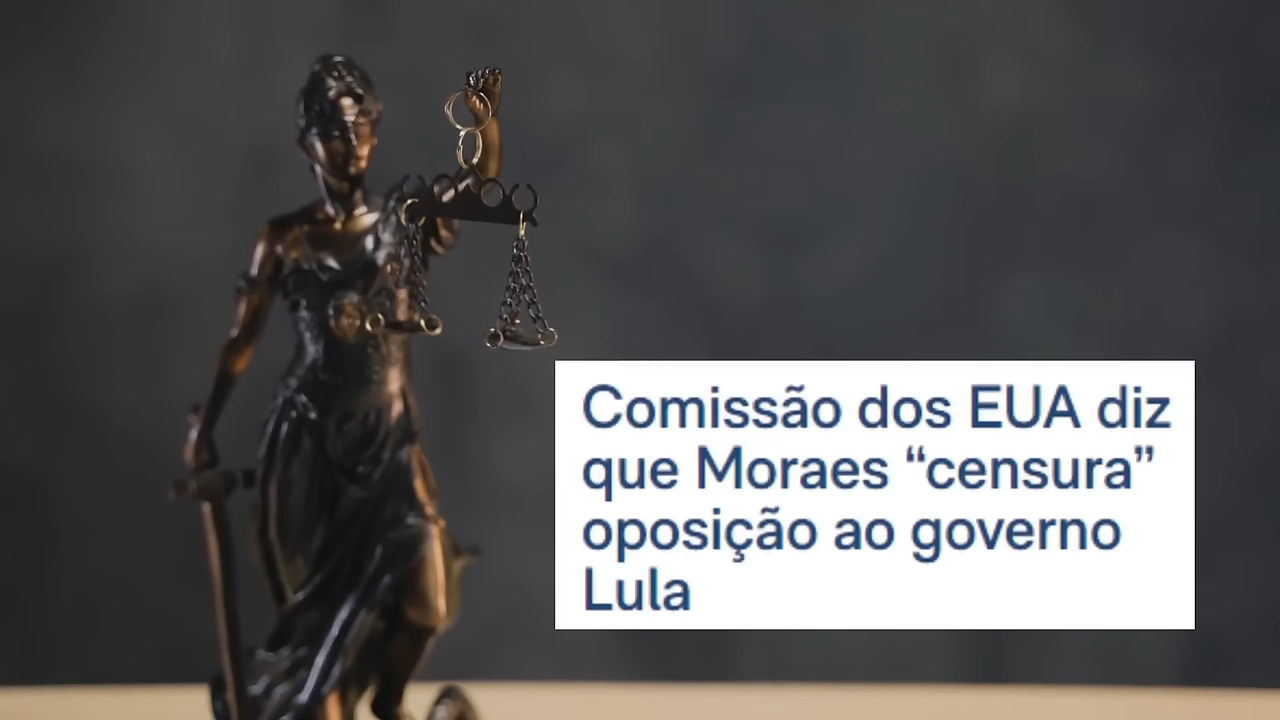 Comissão dos EUA diz
que Moraes “censura”
oposição ao governo
Lula